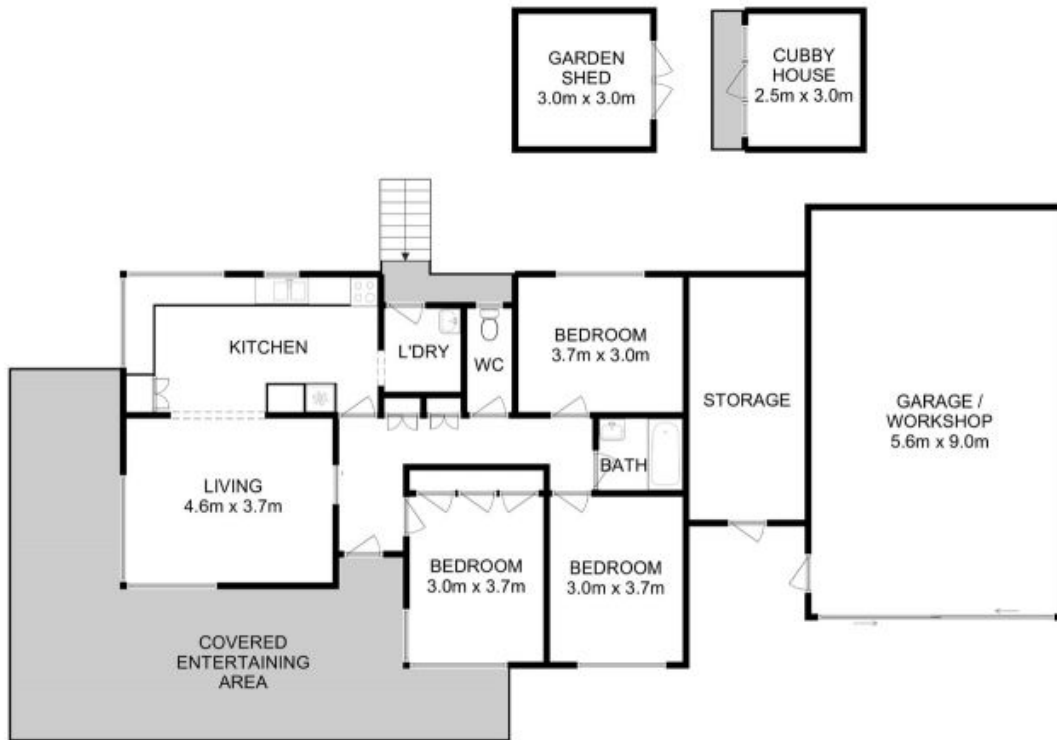 GARDEN
SHED
3.0m x 3.0m
CUBBY
HOUSE
2.5m x 3.0m
KITCHEN
L'DRY
WC
BEDROOM
3.7m x 3.0m
STORAGE
GARAGE /
WORKSHOP
5.6m x 9.0m
LIVING
4.6m x 3.7m
BATH
BEDROOM
3.0m x 3.7m
BEDROOM
3.0m x 3.7m
COVERED
ENTERTAINING
AREA